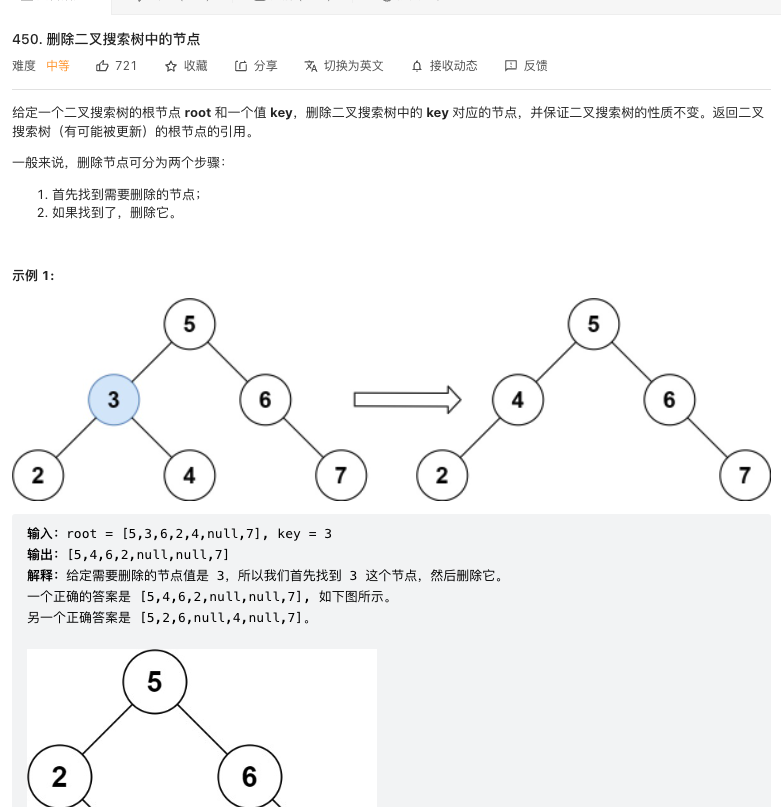 450. 删除二叉搜索树中的节点
难度 中等 721 收藏 分享 切换为英文 接收动态 反馈
给定一个二叉搜索树的根节点 root 和一个值 key，删除二叉搜索树中的 key 对应的节点，并保证二叉搜索树的性质不变。返回二叉
搜索树（有可能被更新）的根节点的引用。
一般来说，删除节点可分为两个步骤：
1. 首先找到需要删除的节点；
2. 如果找到了，删除它。
示例 1:
5 5
3 6 4 6
2 4 7 2 7
输入：root = [5,3,6,2,4,null,7], key = 3
输出：[5,4,6,2,null,null,7]
解释：给定需要删除的节点值是 3，所以我们首先找到 3 这个节点，然后删除它。
一个正确的答案是 [5,4,6,2,null,null,7], 如下图所示。
另一个正确答案是 [5,2,6,null,4,null,7]。
5
2 6